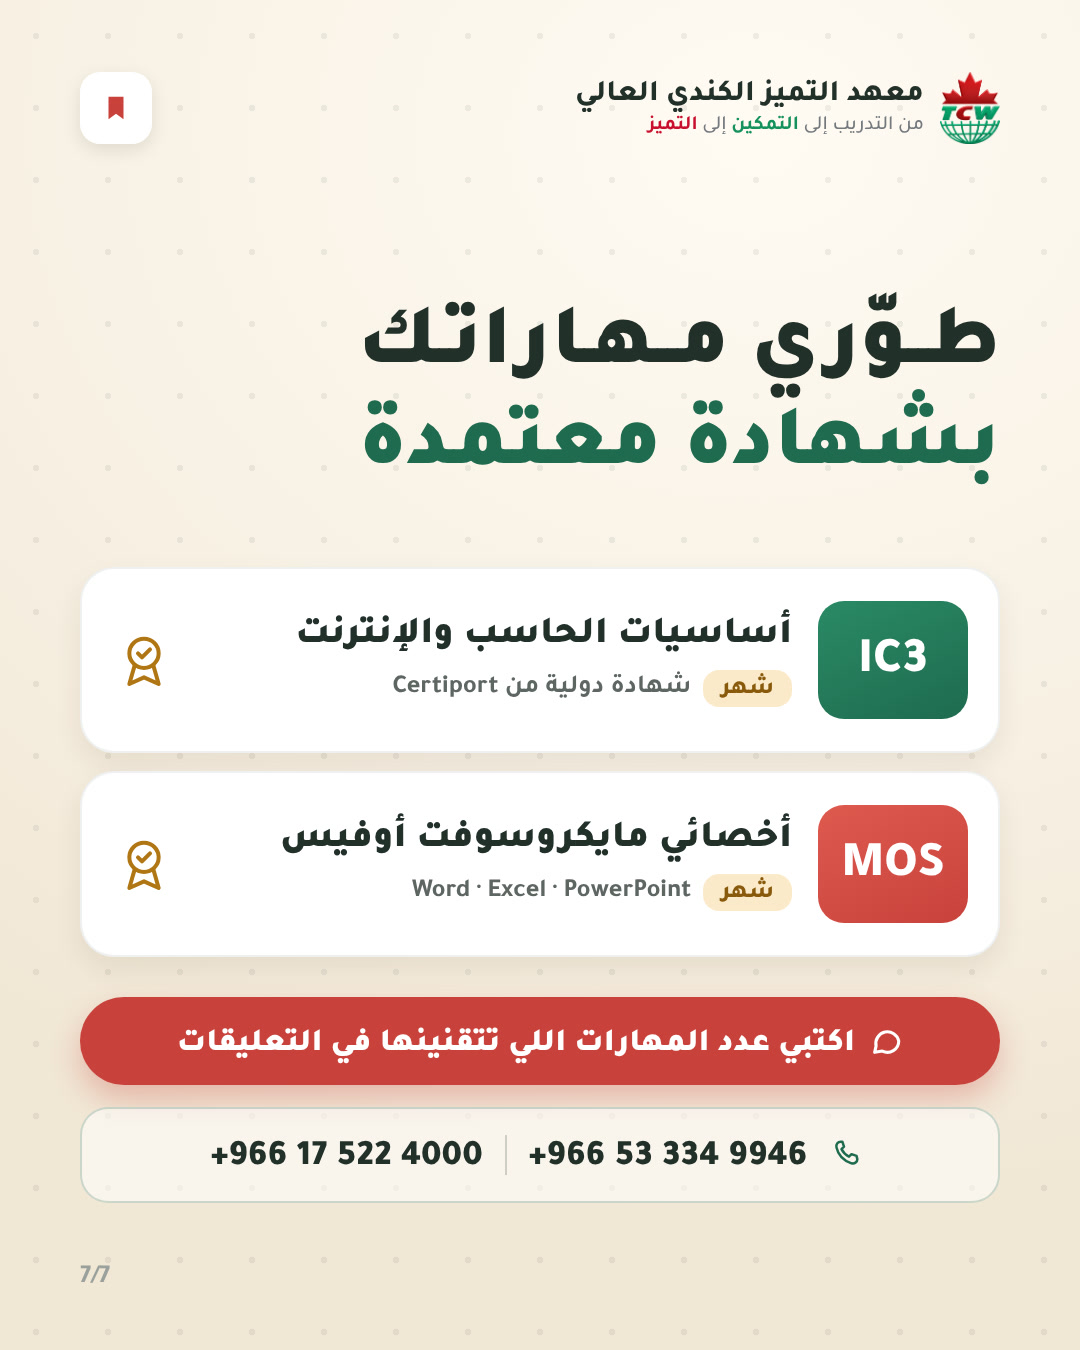 معهد التميز الكندي العالي
من التدريب إلى التمكين إلى التميز
TCW
طـوّري مـهـاراتـك
بشهادة معتمدة
IC3
أساسيات الحاسب والإنترنت
شهر
شهادة دولية من Certiport
MOS
أخصائي مايكروسوفت أوفيس
شهر
Word · Excel · PowerPoint
اكتبي عدد المهارات اللي تتقنينها في التعليقات
+966 53 334 9946
+966 17 522 4000
7/7